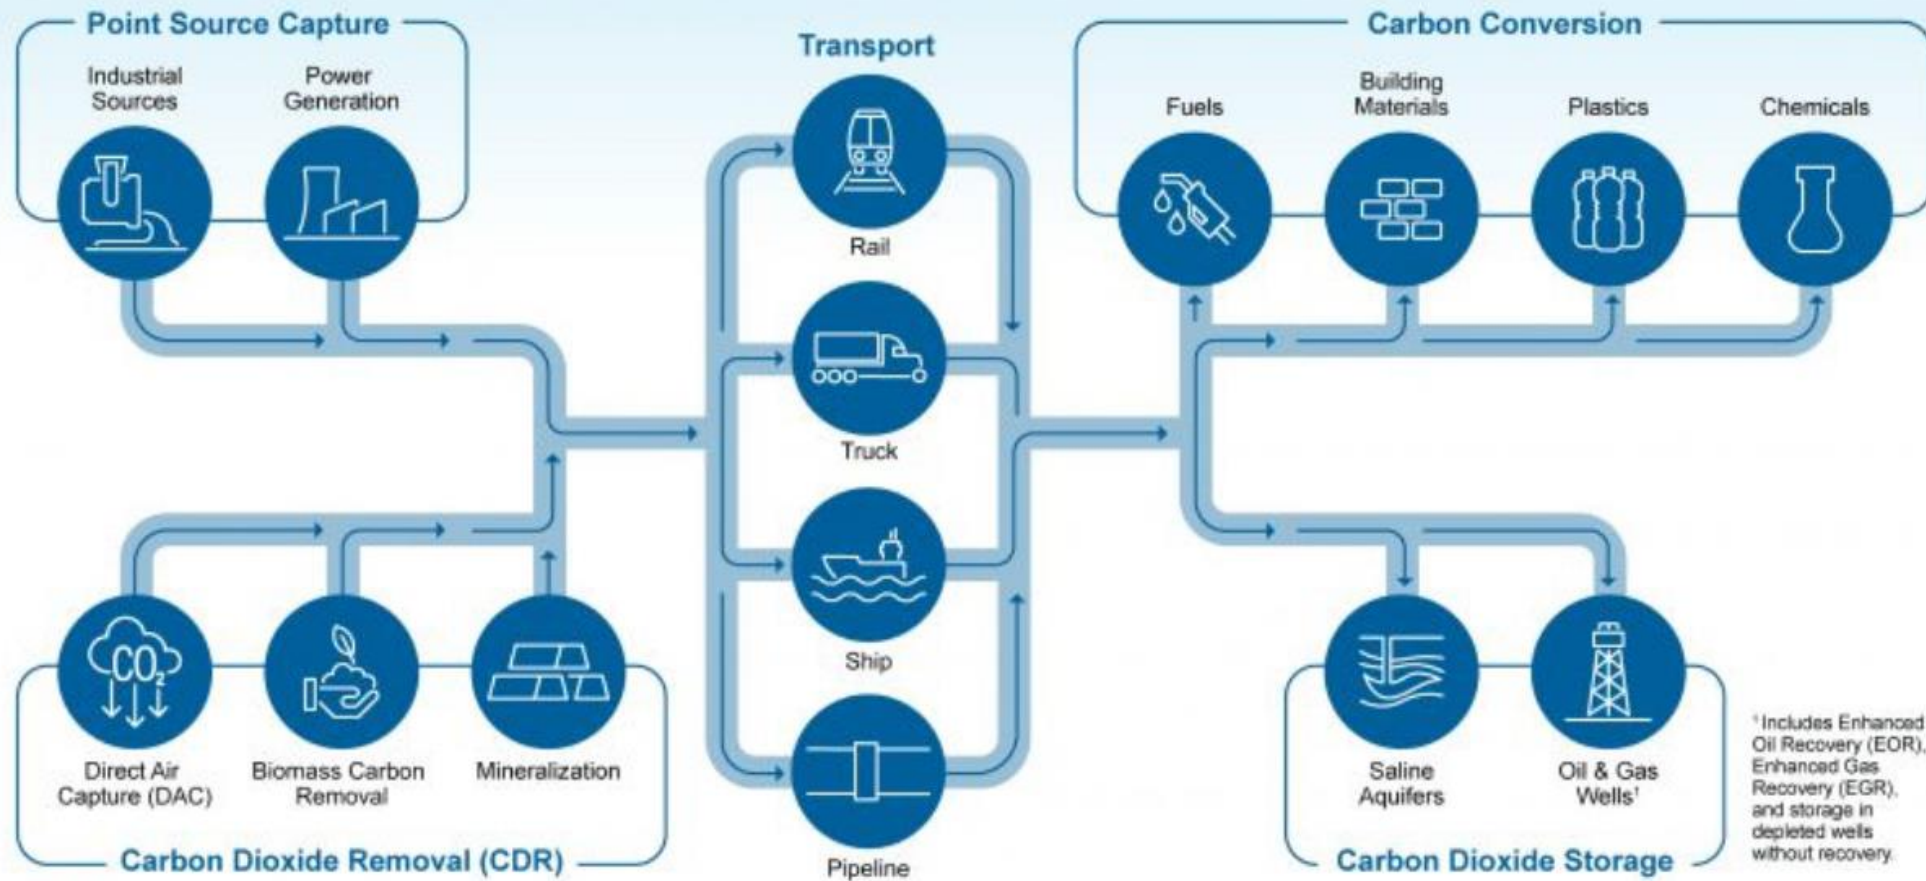 Point Source Capture
Industrial
Sources
Power
Generation
Transport
Rail
Truck
Ship
Pipeline
Carbon Conversion
Fuels
Building
Materials
Plastics
Chemicals
CO₂
Direct Air
Capture (DAC)
Biomass Carbon
Removal
Mineralization
Carbon Dioxide Removal (CDR)
Saline
Aquifers
Oil & Gas
Wells¹
Carbon Dioxide Storage
¹Includes Enhanced
Oil Recovery (EOR),
Enhanced Gas
Recovery (EGR),
and storage in
depleted wells
without recovery.